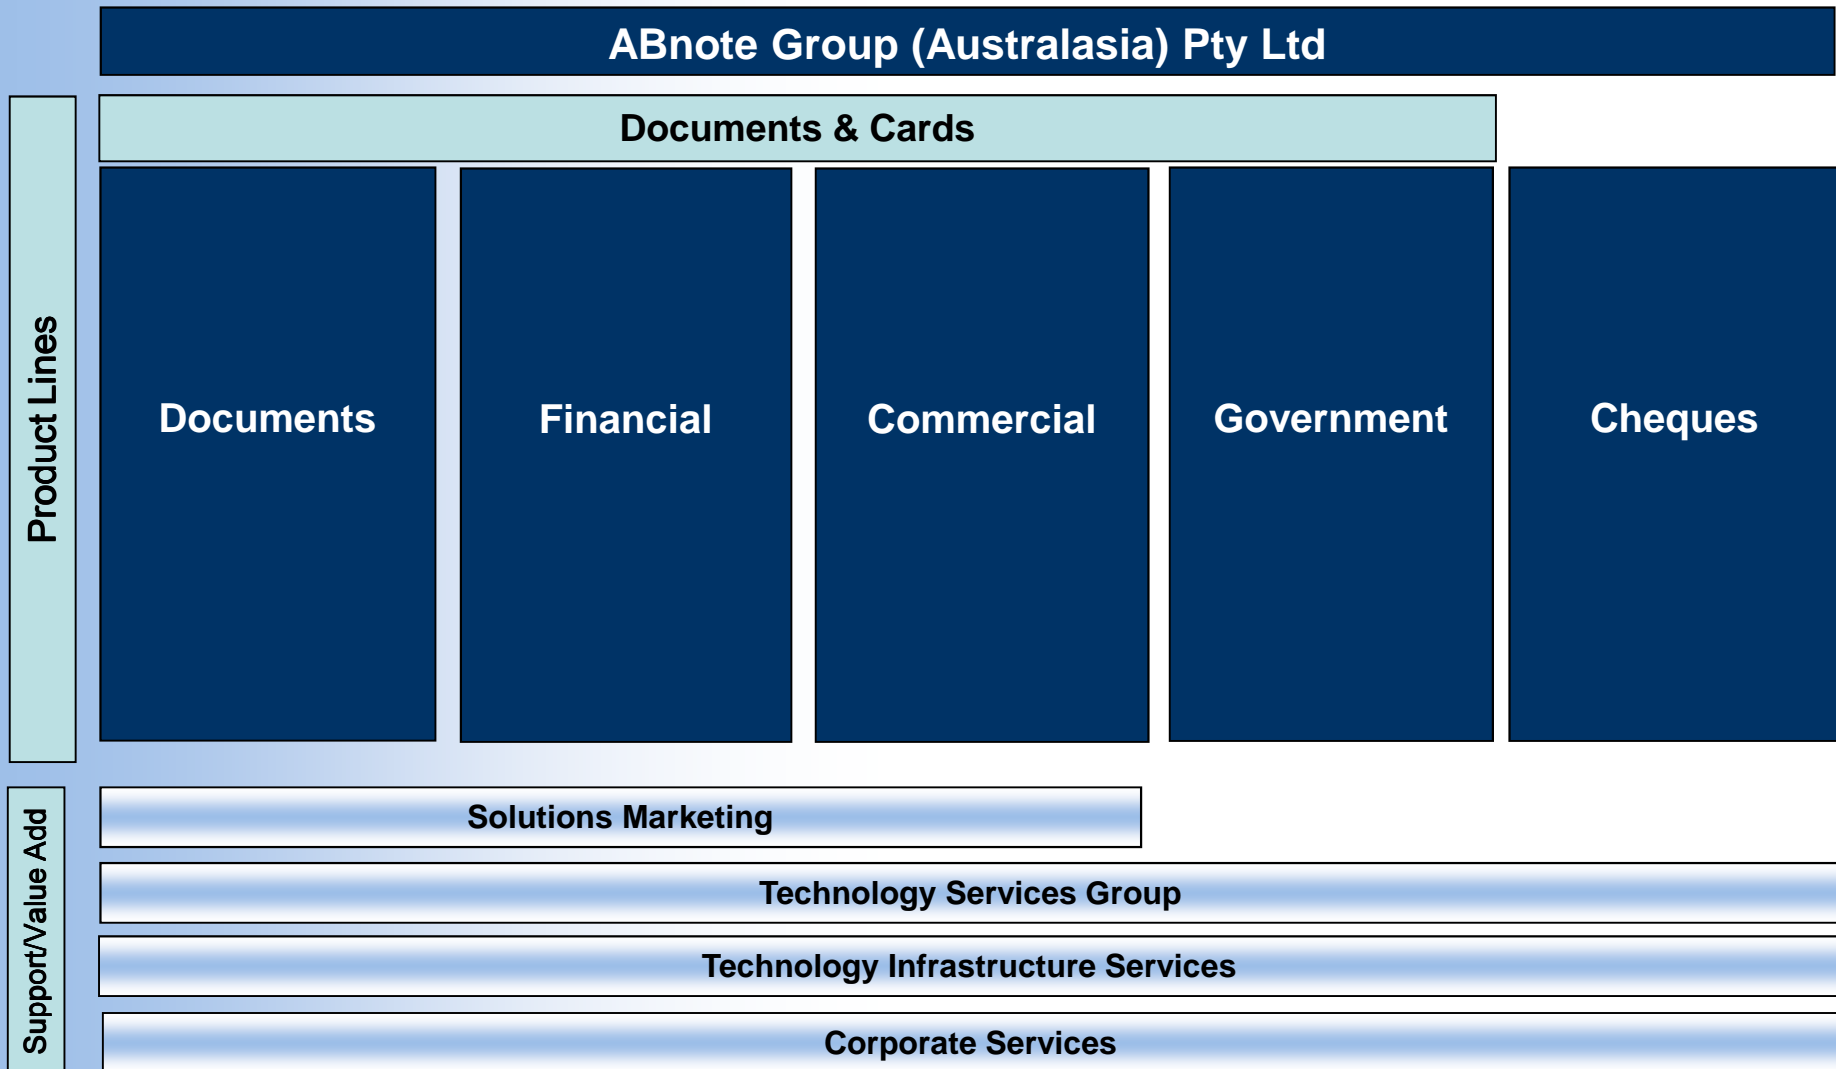 ABnote Group (Australasia) Pty Ltd
Product Lines
Documents & Cards
Documents
Financial
Commercial
Government
Cheques
Support/Value Add
Solutions Marketing
Technology Services Group
Technology Infrastructure Services
Corporate Services